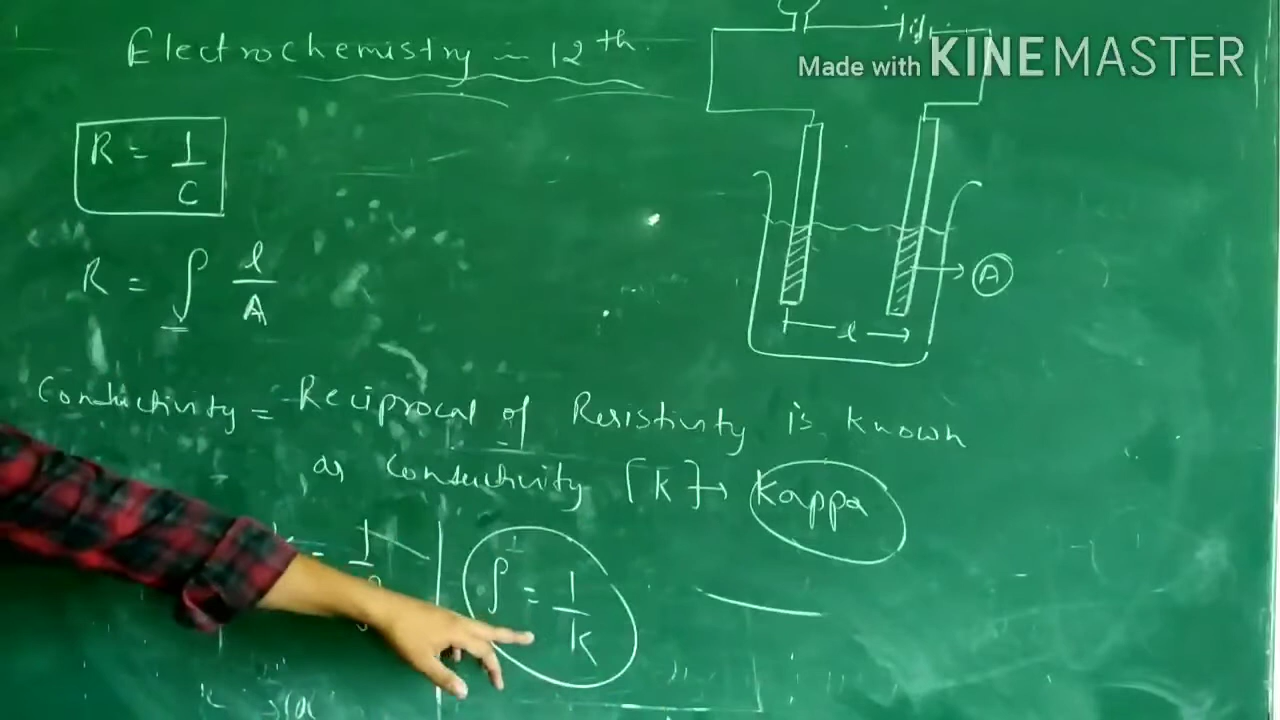 Electrochemistry - 12th.
Made with KINEMASTER
R = 1/C
R = ρ l/A
A
l
Conductivity = Reciprocal of Resistivity is known
as Conductivity [K] → Kappa
ρ = 1/K